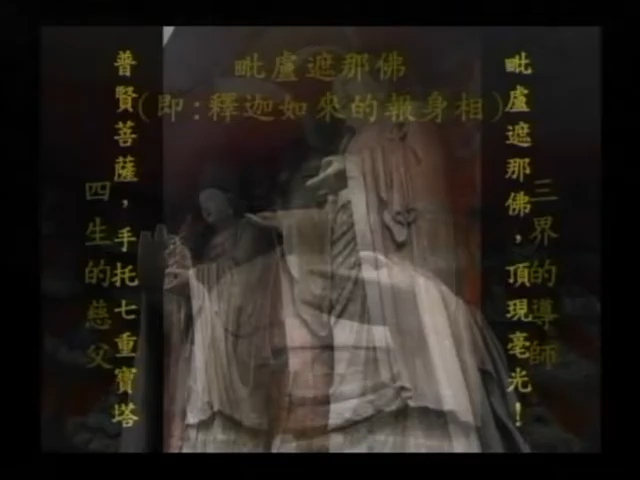 毗盧遮那佛
(即:釋迦如來的報身相)
毗盧遮那佛，頂現毫光！
三界的導師
普賢菩薩，手托七重寶塔
四生的慈父